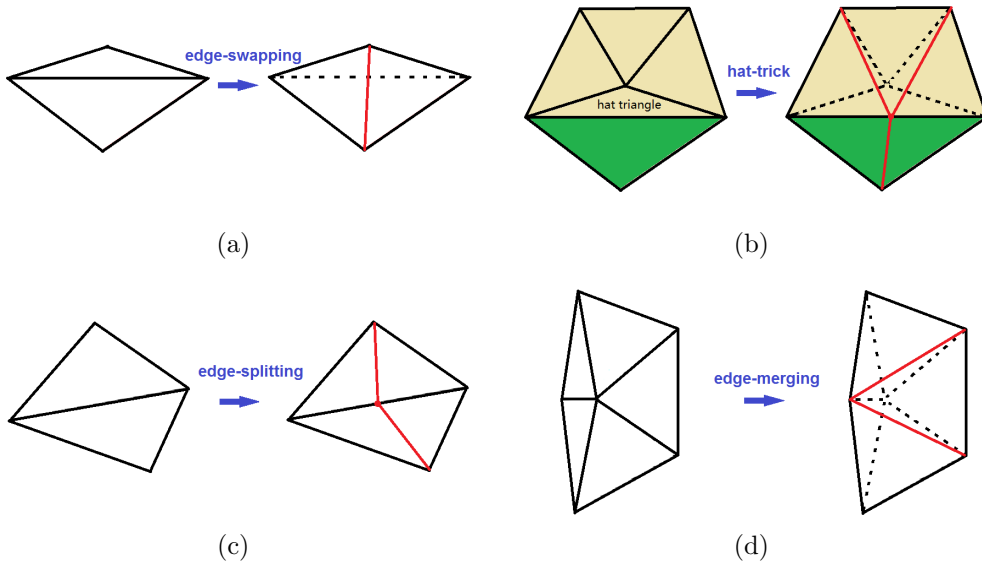 edge-swapping
hat-trick
hat triangle
(a)
(b)
edge-splitting
edge-merging
(c)
(d)